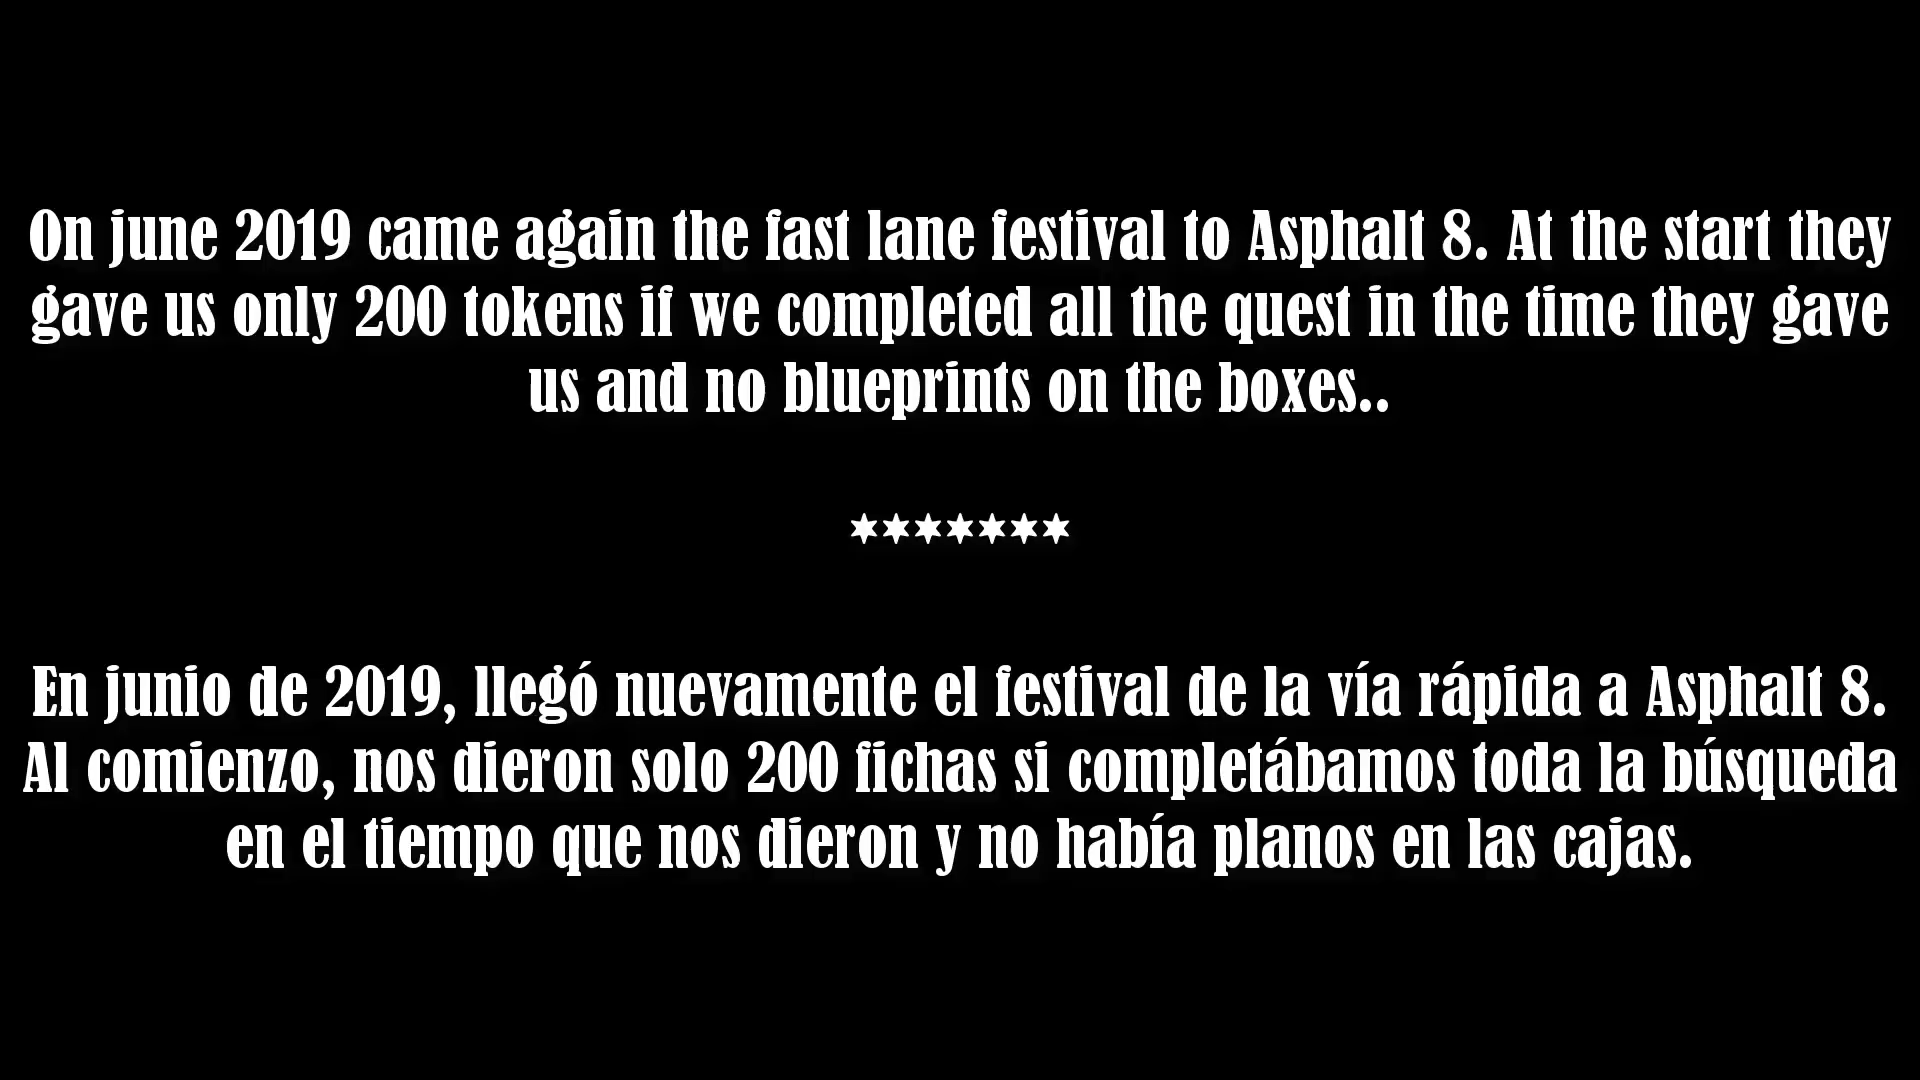 On june 2019 came again the fast lane festival to Asphalt 8. At the start they
gave us only 200 tokens if we completed all the quest in the time they gave
us and no blueprints on the boxes..
✶✶✶✶✶✶✶
En junio de 2019, llegó nuevamente el festival de la vía rápida a Asphalt 8.
Al comienzo, nos dieron solo 200 fichas si completábamos toda la búsqueda
en el tiempo que nos dieron y no había planos en las cajas.